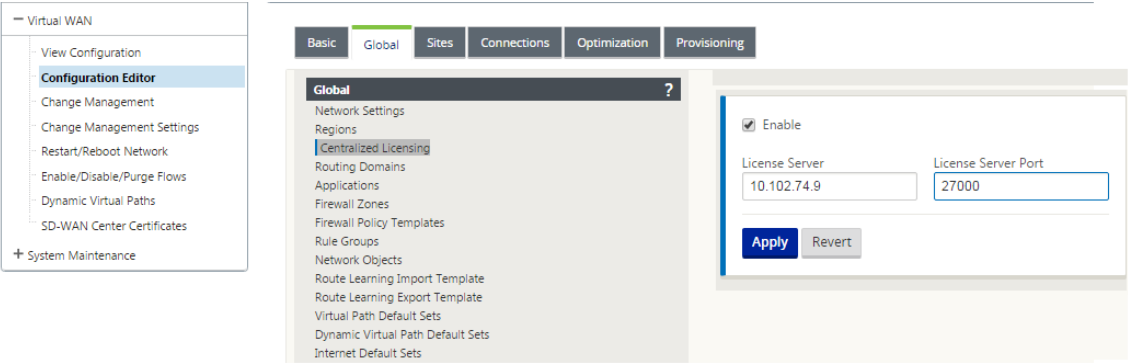 Virtual WAN
View Configuration
Configuration Editor
Change Management
Change Management Settings
Restart/Reboot Network
Enable/Disable/Purge Flows
Dynamic Virtual Paths
SD-WAN Center Certificates
System Maintenance
Basic Global Sites Connections Optimization Provisioning
Global ?
Network Settings
Regions
Centralized Licensing
Routing Domains
Applications
Firewall Zones
Firewall Policy Templates
Rule Groups
Network Objects
Route Learning Import Template
Route Learning Export Template
Virtual Path Default Sets
Dynamic Virtual Path Default Sets
Internet Default Sets
Enable
License Server License Server Port
10.102.74.9 27000
Apply Revert